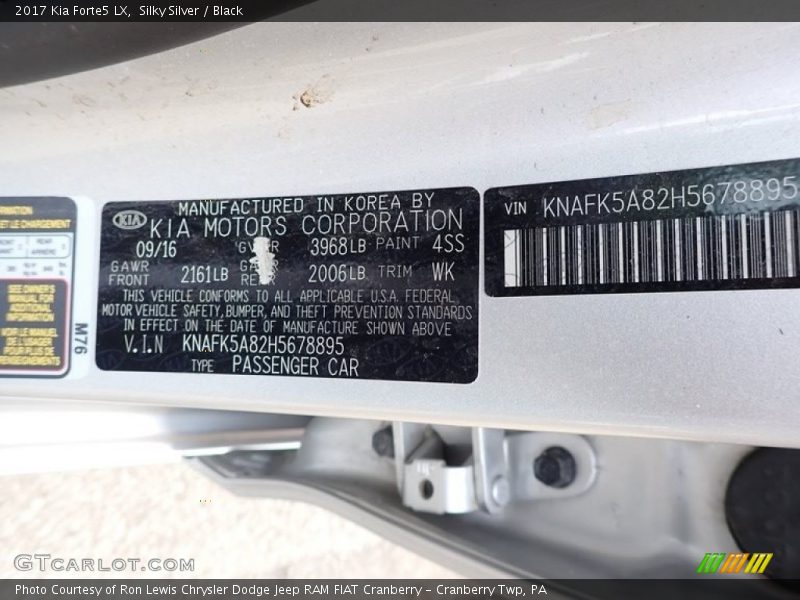 2017 Kia Forte5 LX, Silky Silver / Black
MANUFACTURED IN KOREA BY
KIA KIA MOTORS CORPORATION
09/16 GVWR 3968LB PAINT 4SS
GAWR FRONT 2161LB 2006LB TRIM WK
THIS VEHICLE CONFORMS TO ALL APPLICABLE U.S.A. FEDERAL
MOTOR VEHICLE SAFETY, BUMPER, AND THEFT PREVENTION STANDARDS
IN EFFECT ON THE DATE OF MANUFACTURE SHOWN ABOVE
V.I.N KNAFK5A82H5678895
TYPE PASSENGER CAR
VIN KNAFK5A82H5678895
M76
GTCARLOT.COM
Photo Courtesy of Ron Lewis Chrysler Dodge Jeep RAM FIAT Cranberry – Cranberry Twp, PA